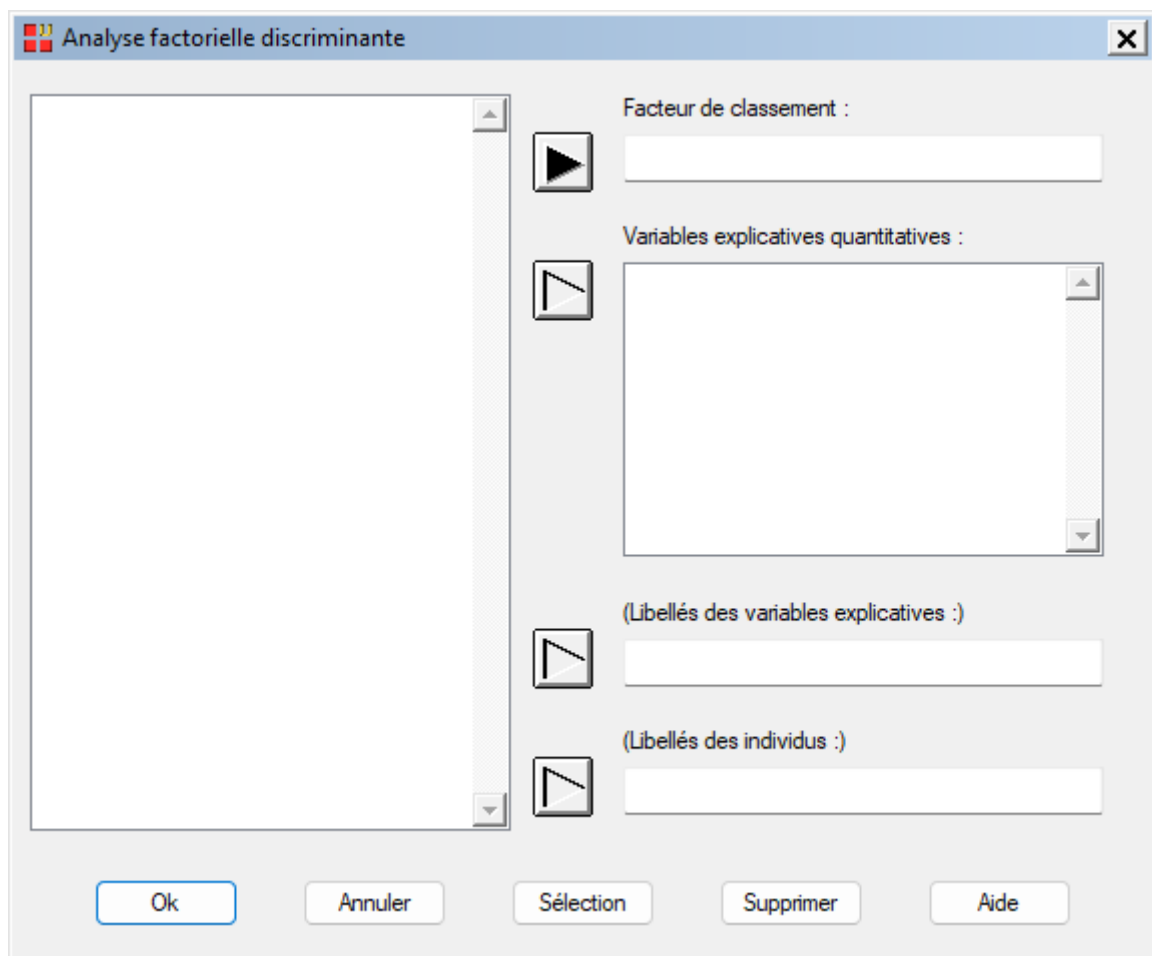 Analyse factorielle discriminante
Facteur de classement :
Variables explicatives quantitatives :
(Libellés des variables explicatives :)
(Libellés des individus :)
Ok
Annuler
Sélection
Supprimer
Aide